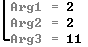 Arg1 = 2
Arg2 = 2
Arg3 = 11